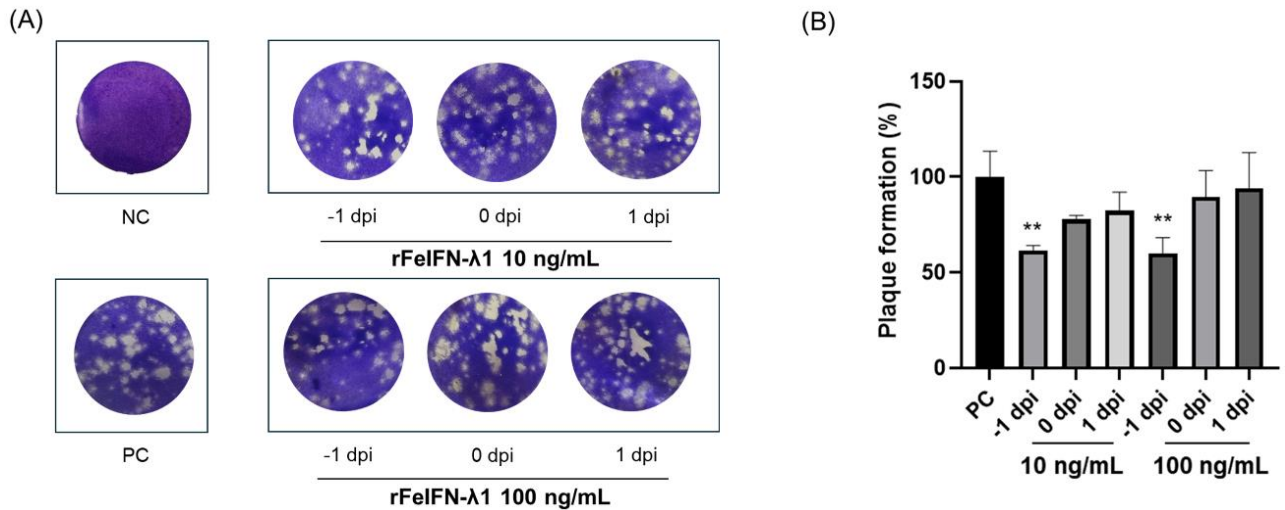 (A)
NC
-1 dpi 0 dpi 1 dpi
rFeIFN-λ1 10 ng/mL
PC
-1 dpi 0 dpi 1 dpi
rFeIFN-λ1 100 ng/mL
(B)
Plaque formation (%)
150
100
50
0
** **
PC -1 dpi 0 dpi 1 dpi -1 dpi 0 dpi 1 dpi
10 ng/mL 100 ng/mL